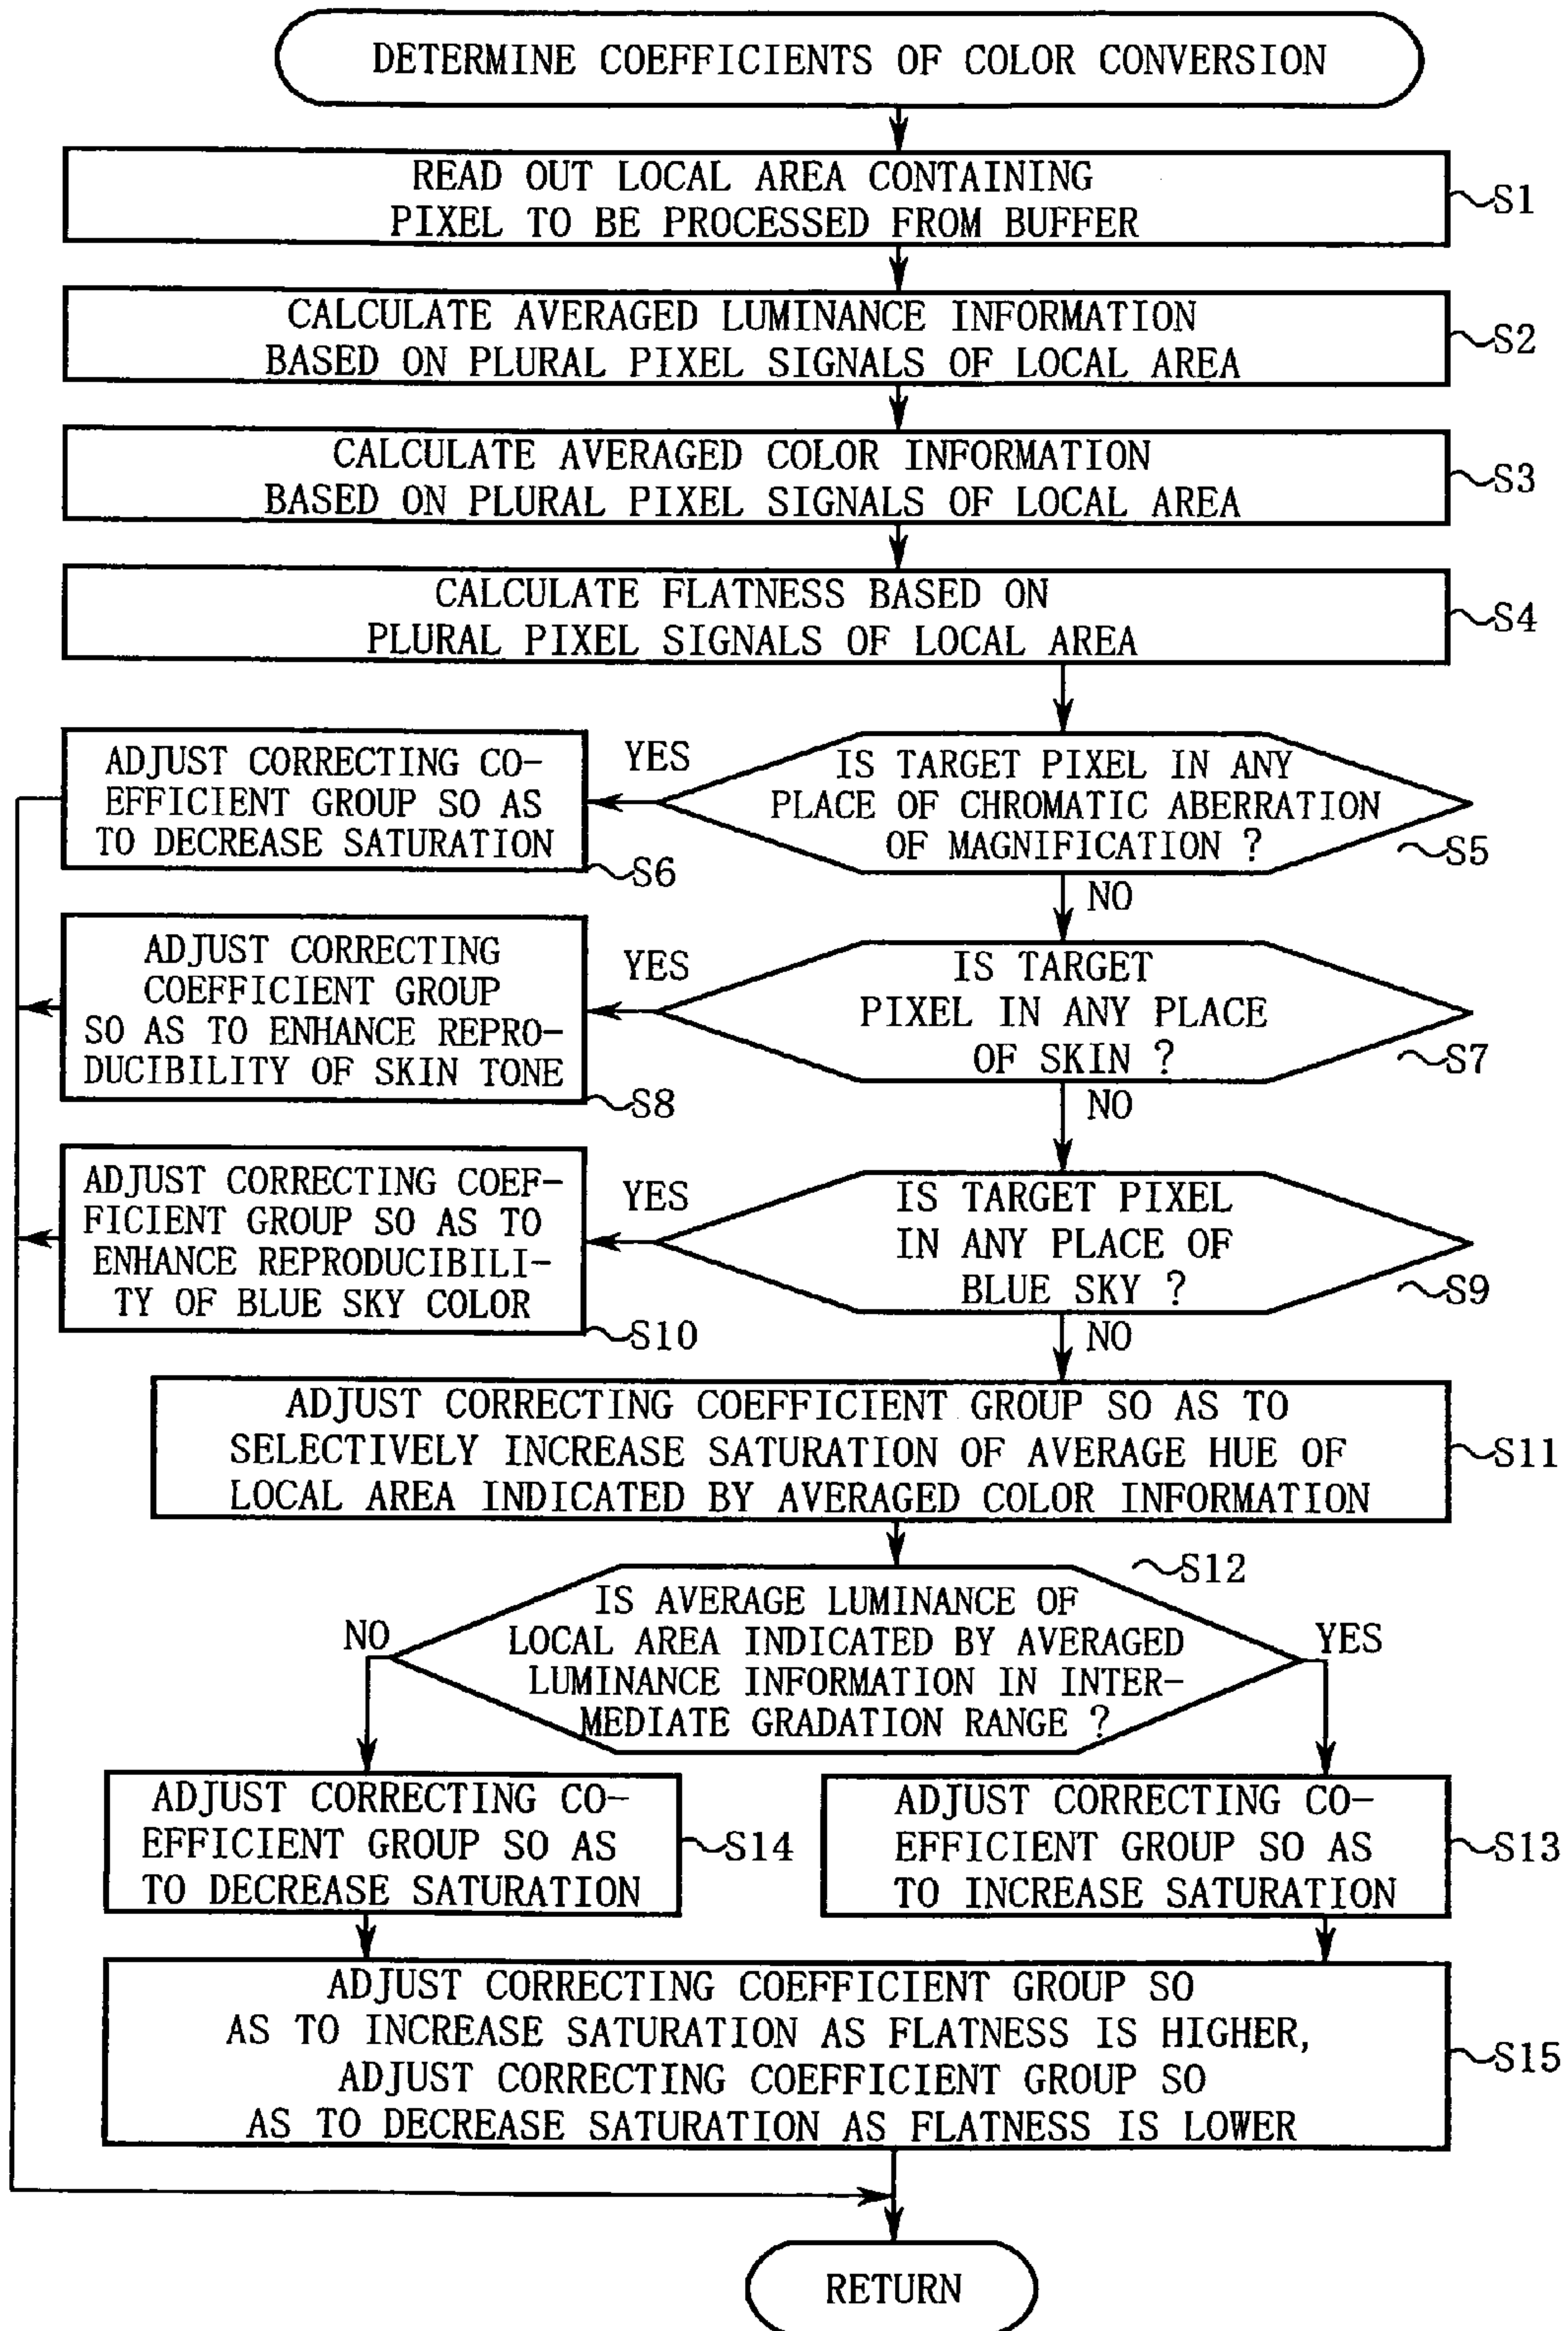 DETERMINE COEFFICIENTS OF COLOR CONVERSION
READ OUT LOCAL AREA CONTAINING
PIXEL TO BE PROCESSED FROM BUFFER
S1
CALCULATE AVERAGED LUMINANCE INFORMATION
BASED ON PLURAL PIXEL SIGNALS OF LOCAL AREA
S2
CALCULATE AVERAGED COLOR INFORMATION
BASED ON PLURAL PIXEL SIGNALS OF LOCAL AREA
S3
CALCULATE FLATNESS BASED ON
PLURAL PIXEL SIGNALS OF LOCAL AREA
S4
IS TARGET PIXEL IN ANY
PLACE OF CHROMATIC ABERRATION
OF MAGNIFICATION ?
S5
YES
ADJUST CORRECTING CO-
EFFICIENT GROUP SO AS
TO DECREASE SATURATION
S6
NO
IS TARGET
PIXEL IN ANY PLACE
OF SKIN ?
S7
YES
ADJUST CORRECTING
COEFFICIENT GROUP
SO AS TO ENHANCE REPRO-
DUCIBILITY OF SKIN TONE
S8
NO
IS TARGET PIXEL
IN ANY PLACE OF
BLUE SKY ?
S9
YES
ADJUST CORRECTING COEF-
FICIENT GROUP SO AS TO
ENHANCE REPRODUCIBILI-
TY OF BLUE SKY COLOR
S10
NO
ADJUST CORRECTING COEFFICIENT GROUP SO AS TO
SELECTIVELY INCREASE SATURATION OF AVERAGE HUE OF
LOCAL AREA INDICATED BY AVERAGED COLOR INFORMATION
S11
S12
IS AVERAGE LUMINANCE OF
LOCAL AREA INDICATED BY AVERAGED
LUMINANCE INFORMATION IN INTER-
MEDIATE GRADATION RANGE ?
NO
YES
ADJUST CORRECTING CO-
EFFICIENT GROUP SO AS
TO DECREASE SATURATION
S14
ADJUST CORRECTING CO-
EFFICIENT GROUP SO AS
TO INCREASE SATURATION
S13
ADJUST CORRECTING COEFFICIENT GROUP SO
AS TO INCREASE SATURATION AS FLATNESS IS HIGHER,
ADJUST CORRECTING COEFFICIENT GROUP SO
AS TO DECREASE SATURATION AS FLATNESS IS LOWER
S15
RETURN